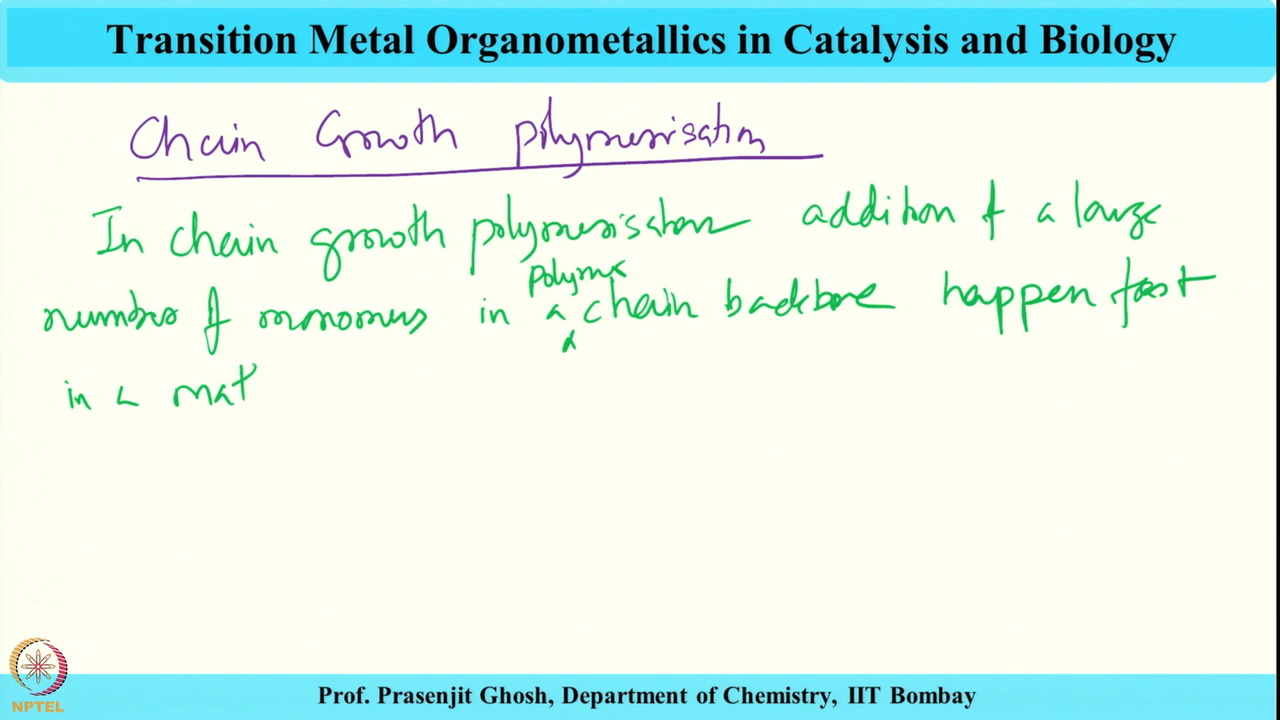 Transition Metal Organometallics in Catalysis and Biology
Chain Growth polymerisation
In chain growth polymerisation addition of a large
polymer
number of monomers in a chain backbone happen fast
in a mat
NPTEL
Prof. Prasenjit Ghosh, Department of Chemistry, IIT Bombay